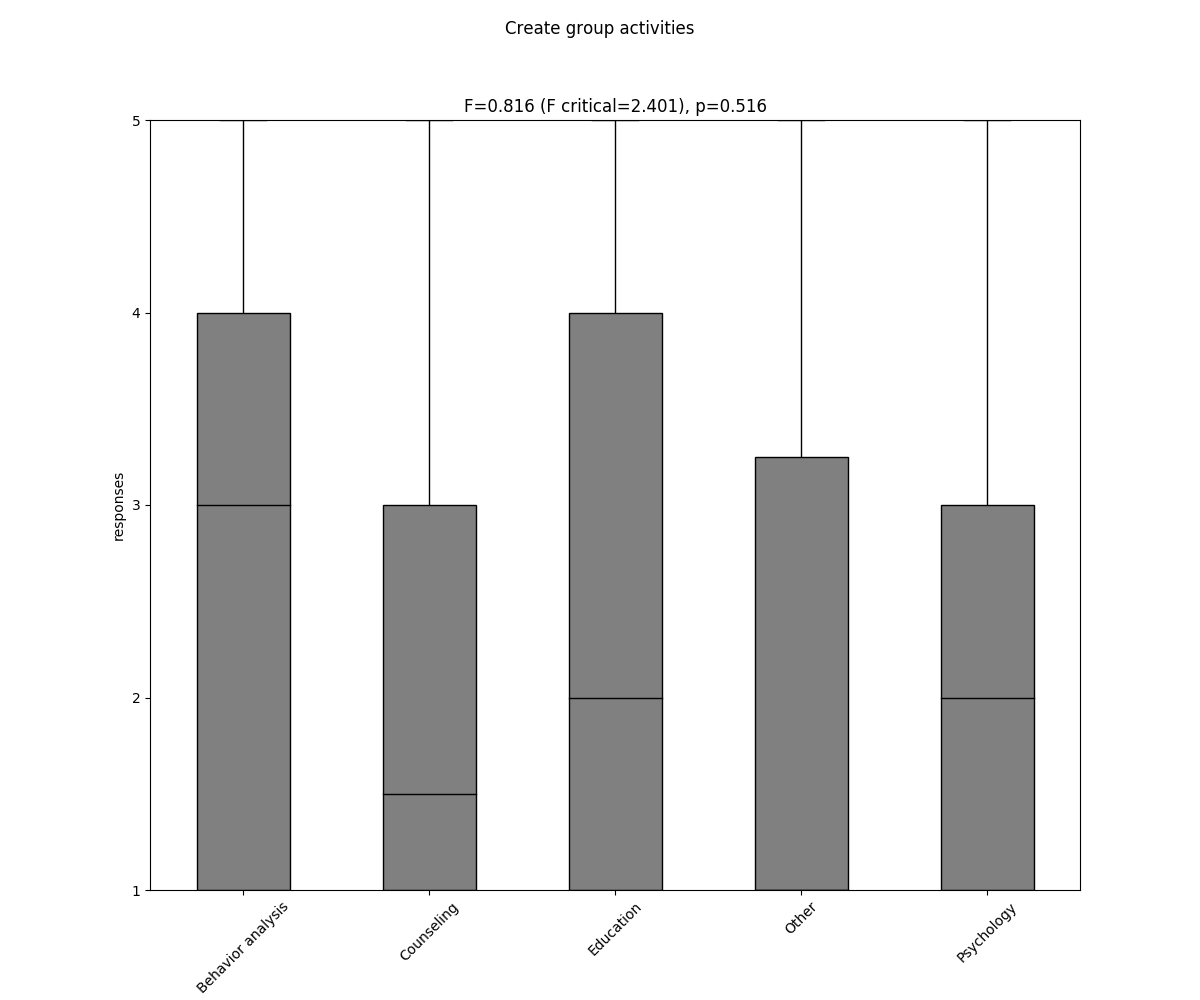 Create group activities
F=0.816 (F critical=2.401), p=0.516
5
4
3
2
1
responses
Behavior analysis
Counseling
Education
Other
Psychology